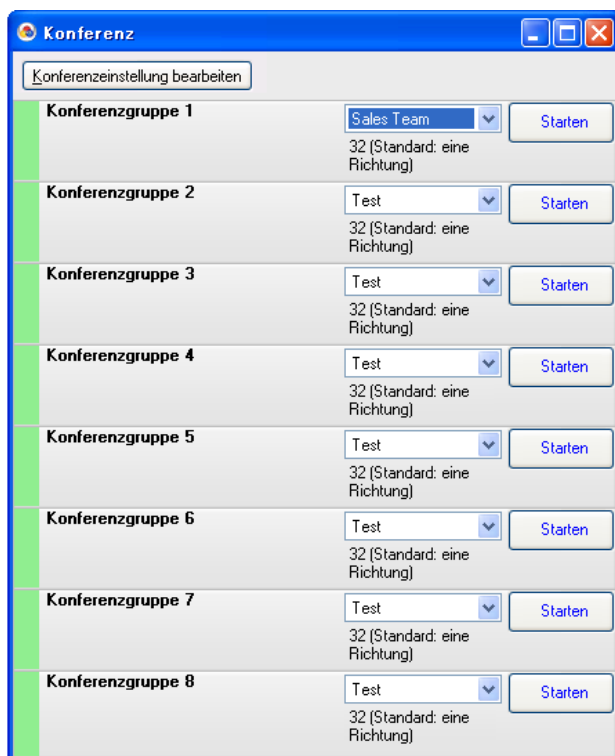 Konferenz
Konferenzeinstellung bearbeiten
Konferenzgruppe 1
Sales Team
Starten
32 (Standard: eine
Richtung)
Konferenzgruppe 2
Test
Starten
32 (Standard: eine
Richtung)
Konferenzgruppe 3
Test
Starten
32 (Standard: eine
Richtung)
Konferenzgruppe 4
Test
Starten
32 (Standard: eine
Richtung)
Konferenzgruppe 5
Test
Starten
32 (Standard: eine
Richtung)
Konferenzgruppe 6
Test
Starten
32 (Standard: eine
Richtung)
Konferenzgruppe 7
Test
Starten
32 (Standard: eine
Richtung)
Konferenzgruppe 8
Test
Starten
32 (Standard: eine
Richtung)